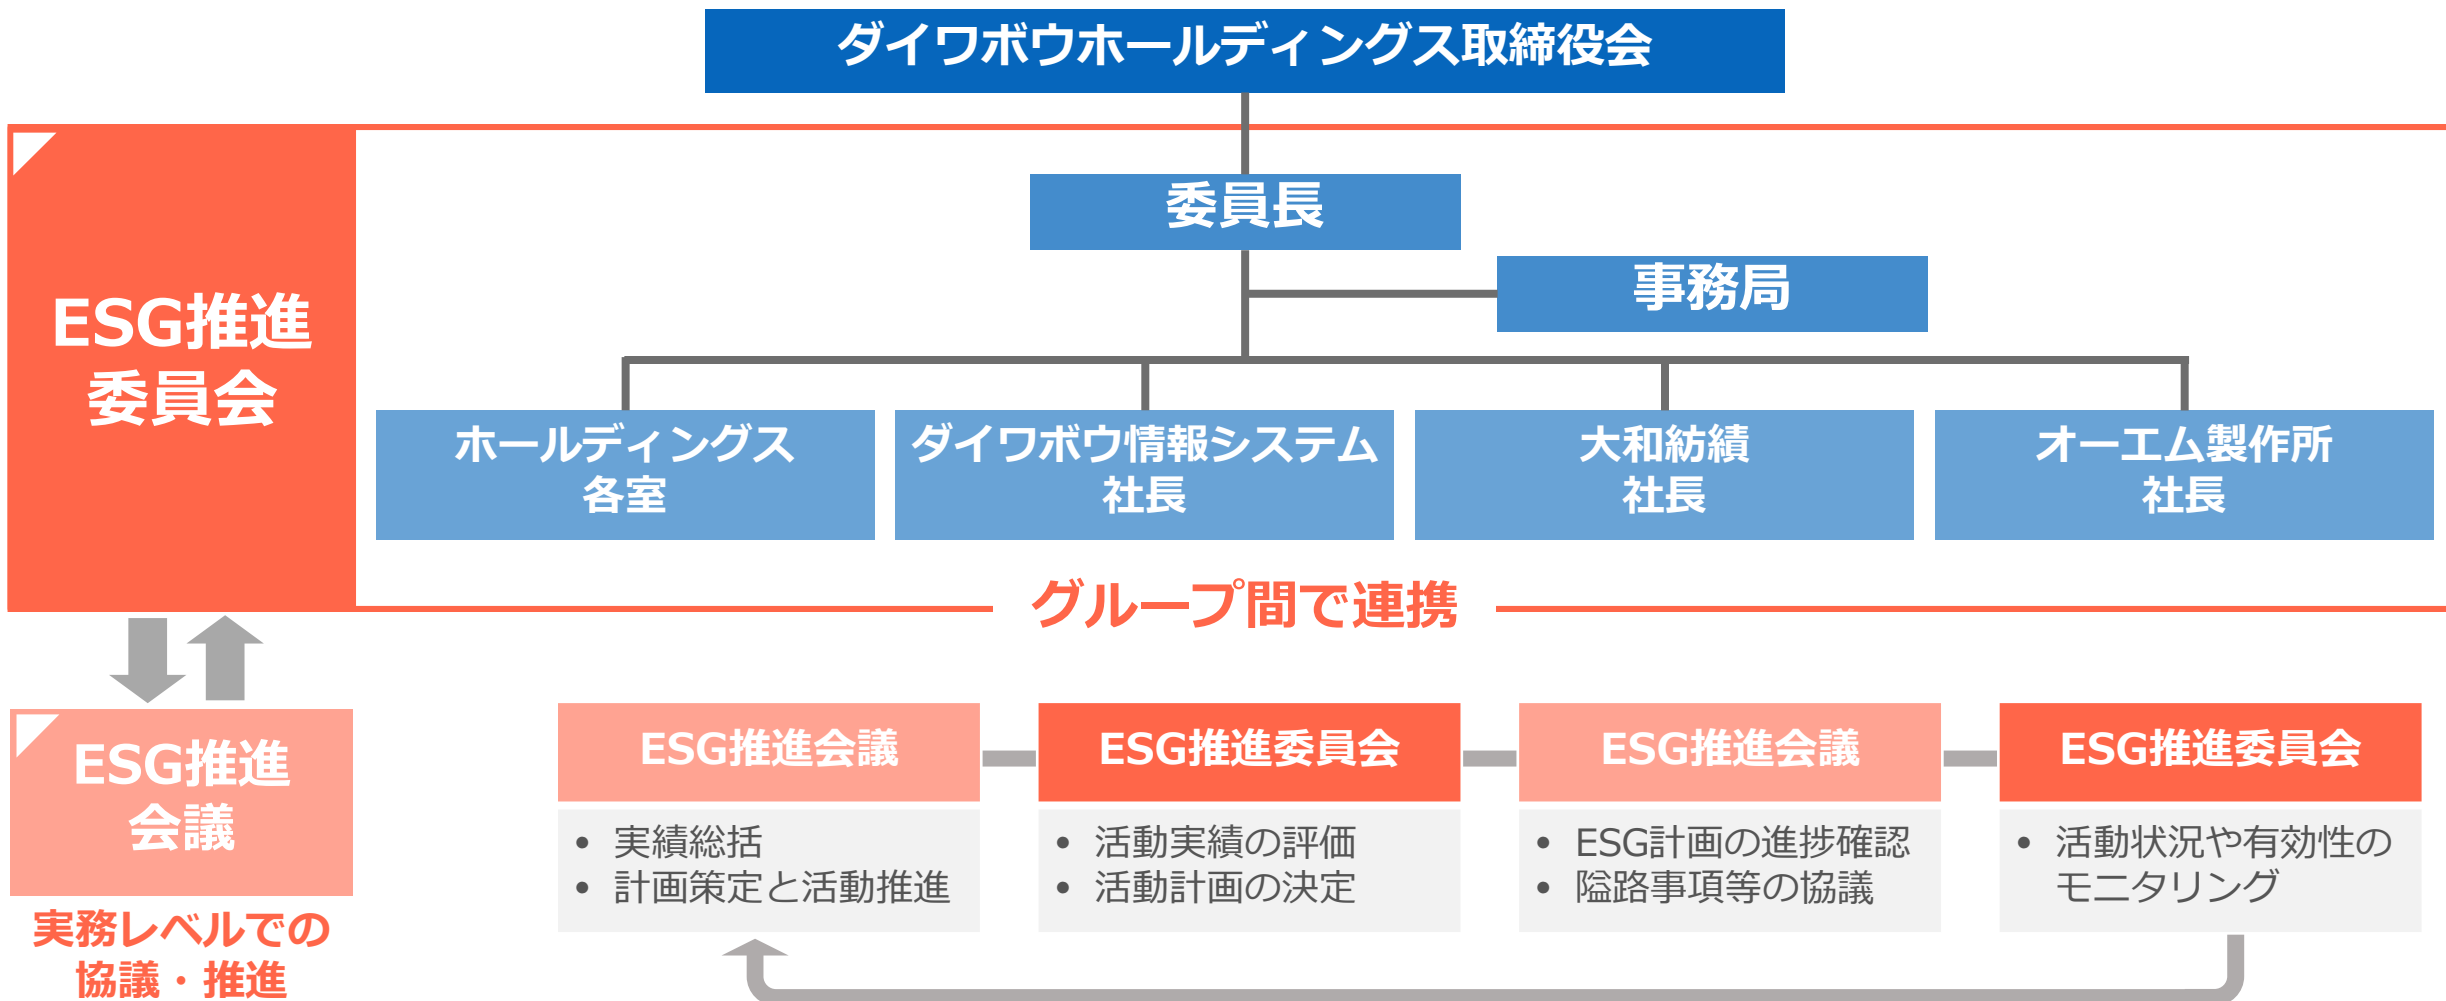 ダイワボウホールディングス取締役会
委員長
事務局
ESG推進
委員会
ホールディングス
各室
ダイワボウ情報システム
社長
大和紡績
社長
オーエム製作所
社長
グループ間で連携
ESG推進
会議
実務レベルでの
協議・推進
ESG推進会議
• 実績総括
• 計画策定と活動推進
ESG推進委員会
• 活動実績の評価
• 活動計画の決定
ESG推進会議
• ESG計画の進捗確認
• 隘路事項等の協議
ESG推進委員会
• 活動状況や有効性の
モニタリング